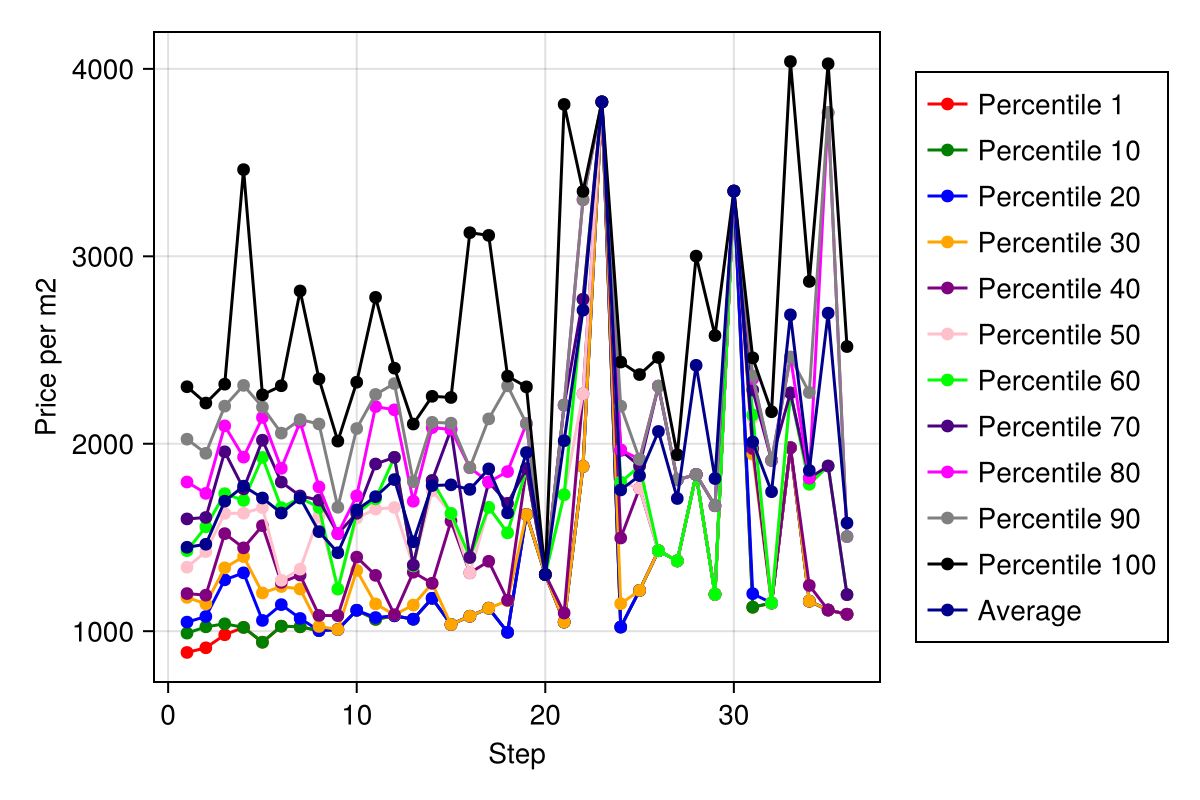 4000
3000
2000
1000
Price per m2
0 10 20 30
Step
Percentile 1
Percentile 10
Percentile 20
Percentile 30
Percentile 40
Percentile 50
Percentile 60
Percentile 70
Percentile 80
Percentile 90
Percentile 100
Average